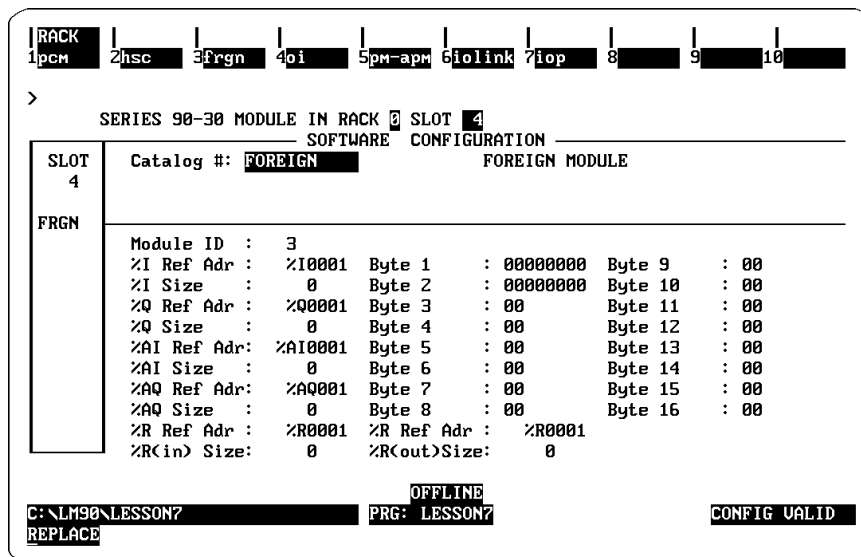 RACK
1pcm 2hsc 3frgn 4oi 5pm-apm 6iolink 7iop 8 9 10
>
SERIES 90-30 MODULE IN RACK 0 SLOT 4
SOFTWARE CONFIGURATION
SLOT Catalog #: FOREIGN FOREIGN MODULE
4
FRGN
Module ID : 3
%I Ref Adr : %I0001 Byte 1 : 00000000 Byte 9 : 00
%I Size : 0 Byte 2 : 00000000 Byte 10 : 00
%Q Ref Adr : %Q0001 Byte 3 : 00 Byte 11 : 00
%Q Size : 0 Byte 4 : 00 Byte 12 : 00
%AI Ref Adr: %AI0001 Byte 5 : 00 Byte 13 : 00
%AI Size : 0 Byte 6 : 00 Byte 14 : 00
%AQ Ref Adr: %AQ001 Byte 7 : 00 Byte 15 : 00
%AQ Size : 0 Byte 8 : 00 Byte 16 : 00
%R Ref Adr : %R0001 %R Ref Adr : %R0001
%R(in) Size: 0 %R(out)Size: 0
OFFLINE
C:\LM90\LESSON7 PRG: LESSON7 CONFIG VALID
REPLACE